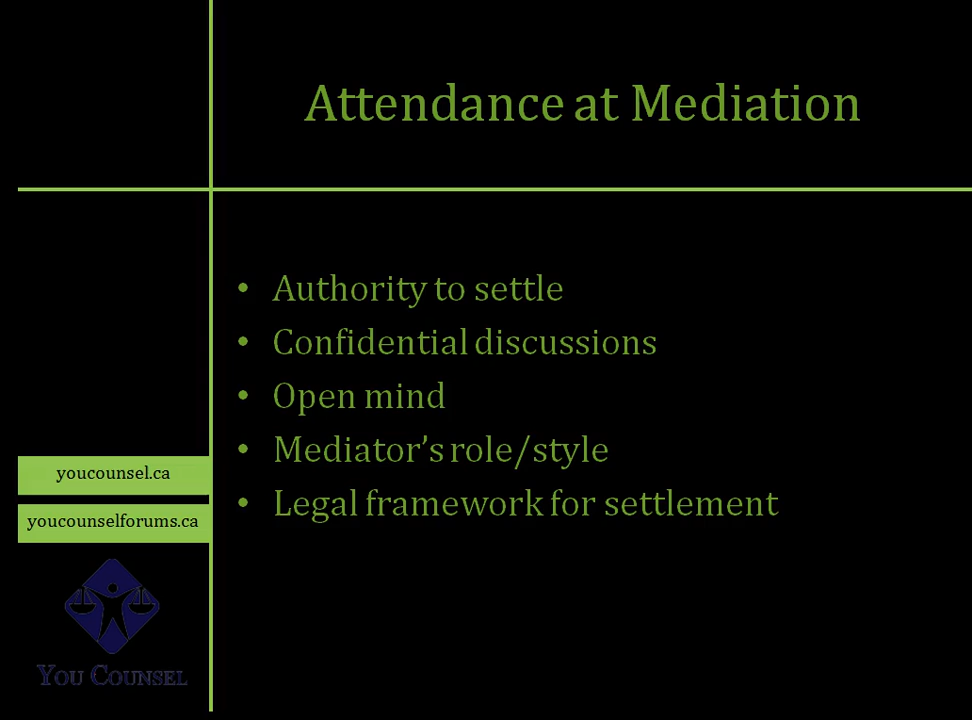 Attendance at Mediation
• Authority to settle
• Confidential discussions
• Open mind
• Mediator’s role/style
• Legal framework for settlement
youcounsel.ca
youcounselforums.ca
You Counsel